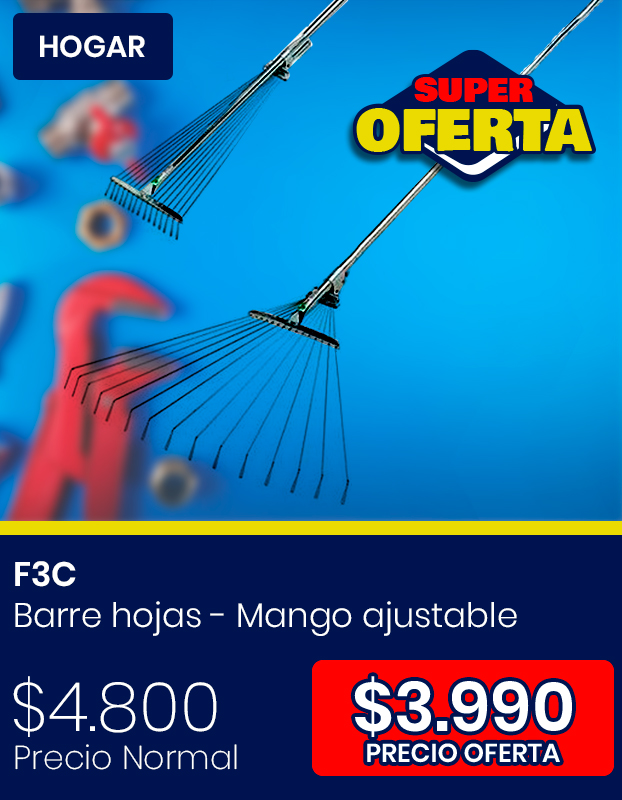 HOGAR
SUPER
OFERTA
F3C
Barre hojas - Mango ajustable
$4.800
Precio Normal
$3.990
PRECIO OFERTA